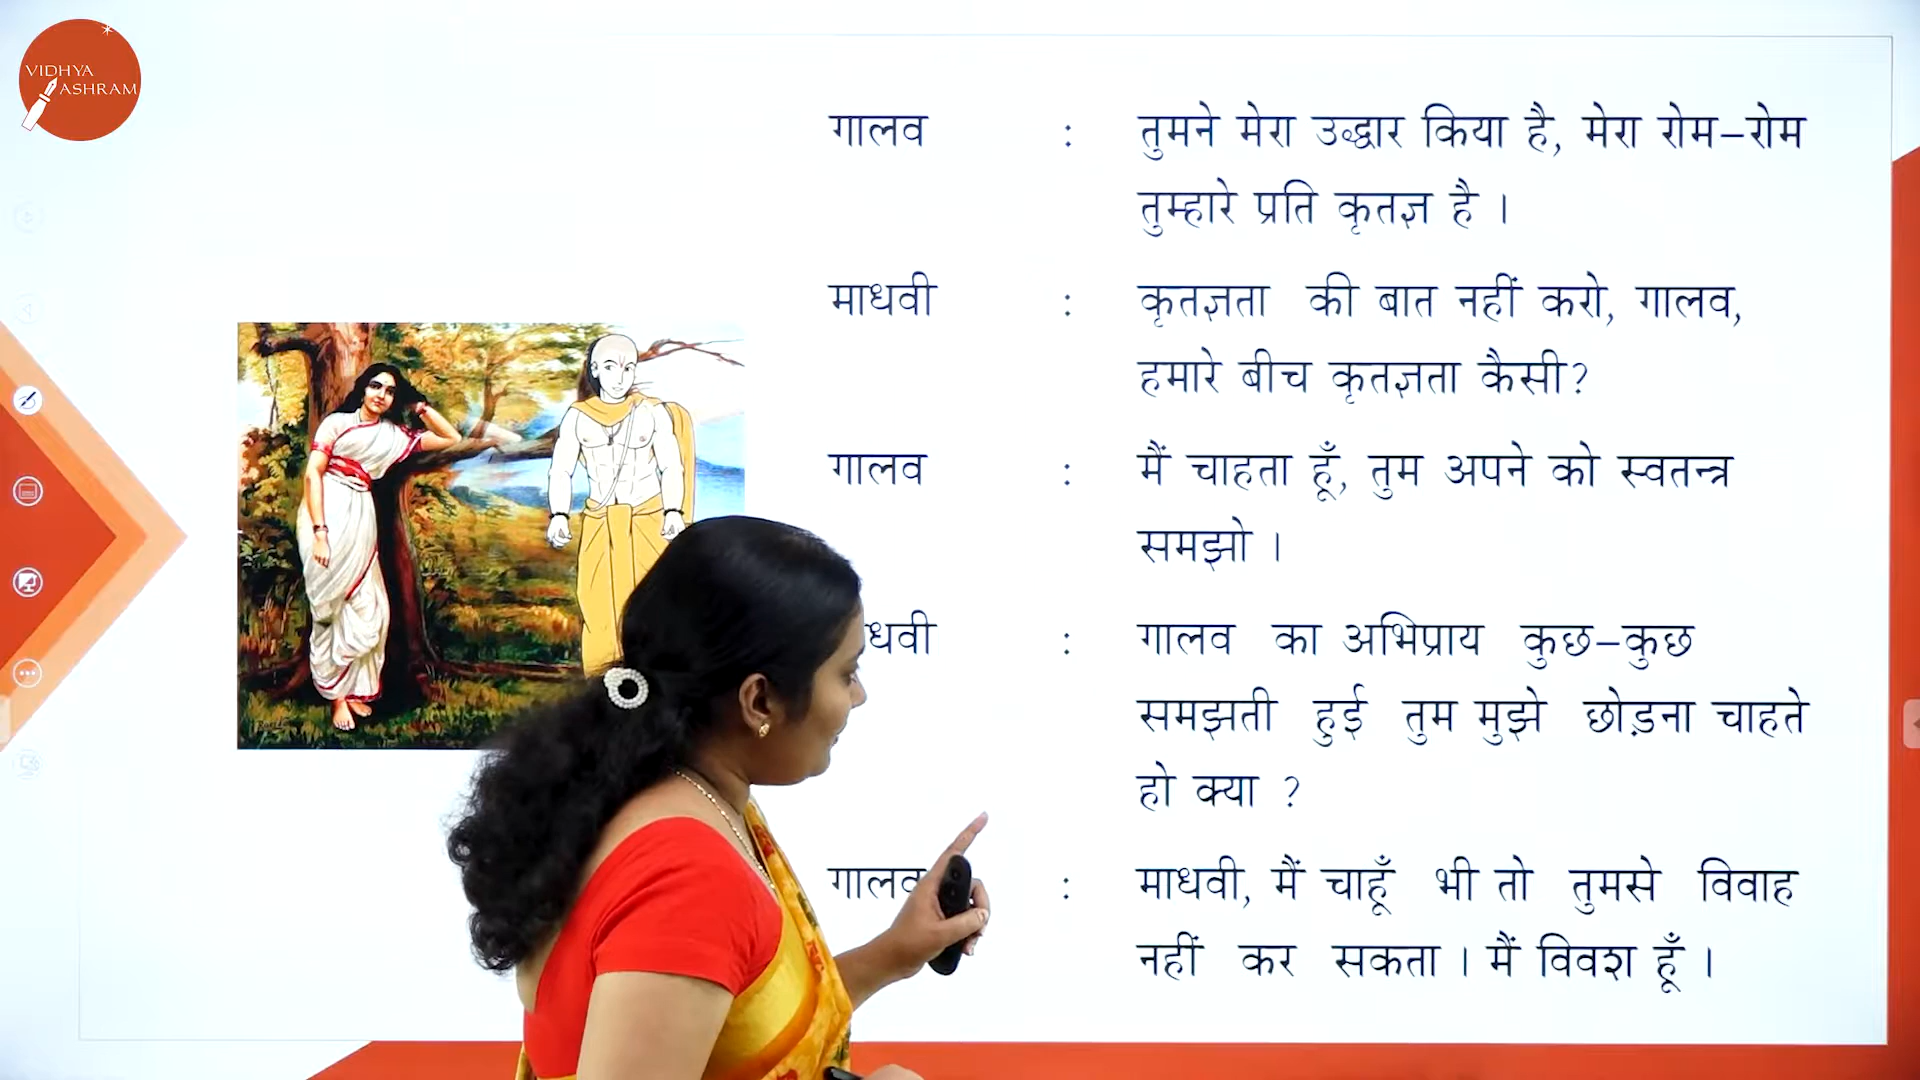 VIDHYA
ASHRAM
गालव : तुमने मेरा उद्धार किया है, मेरा रोम-रोम
तुम्हारे प्रति कृतज्ञ है ।
माधवी : कृतज्ञता की बात नहीं करो, गालव,
हमारे बीच कृतज्ञता कैसी?
गालव : मैं चाहता हूँ, तुम अपने को स्वतन्त्र
समझो ।
धवी : गालव का अभिप्राय कुछ-कुछ
समझती हुई तुम मुझे छोड़ना चाहते
हो क्या ?
गालव : माधवी, मैं चाहूँ भी तो तुमसे विवाह
नहीं कर सकता । मैं विवश हूँ ।